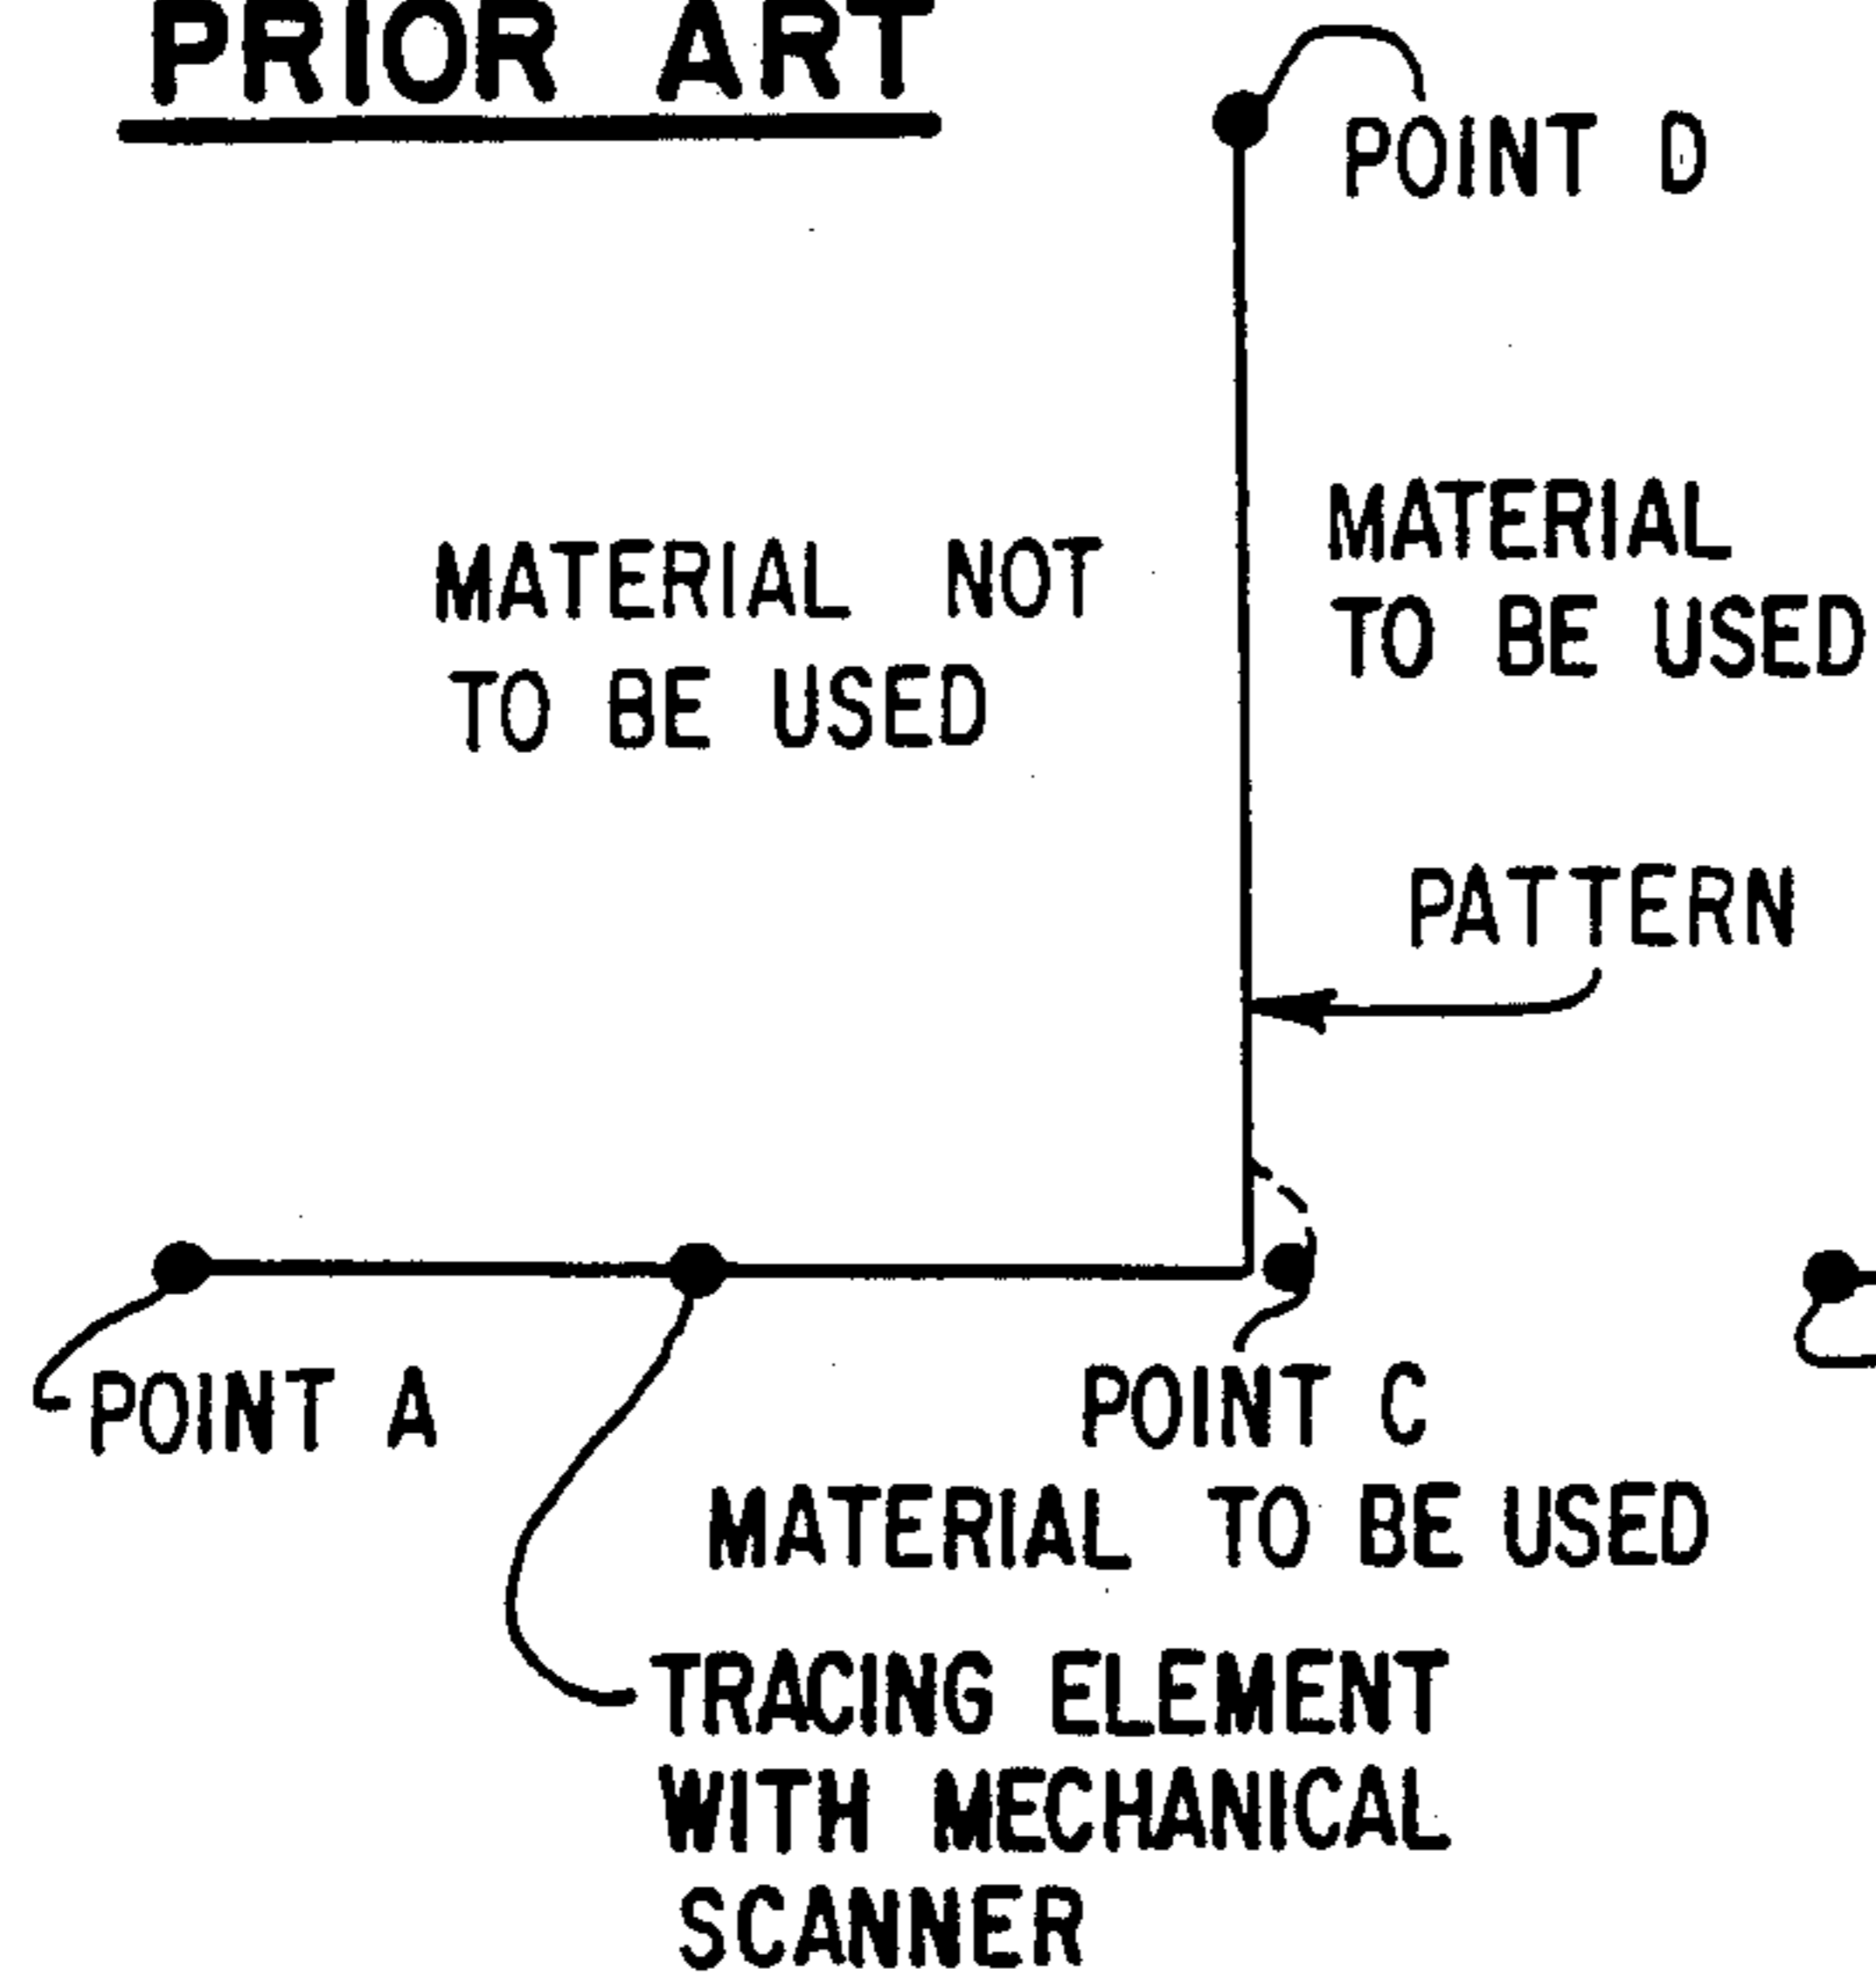 PRIOR ART
POINT D
MATERIAL NOT
TO BE USED
MATERIAL
TO BE USED
PATTERN
POINT A
POINT C
MATERIAL TO BE USED
TRACING ELEMENT
WITH MECHANICAL
SCANNER